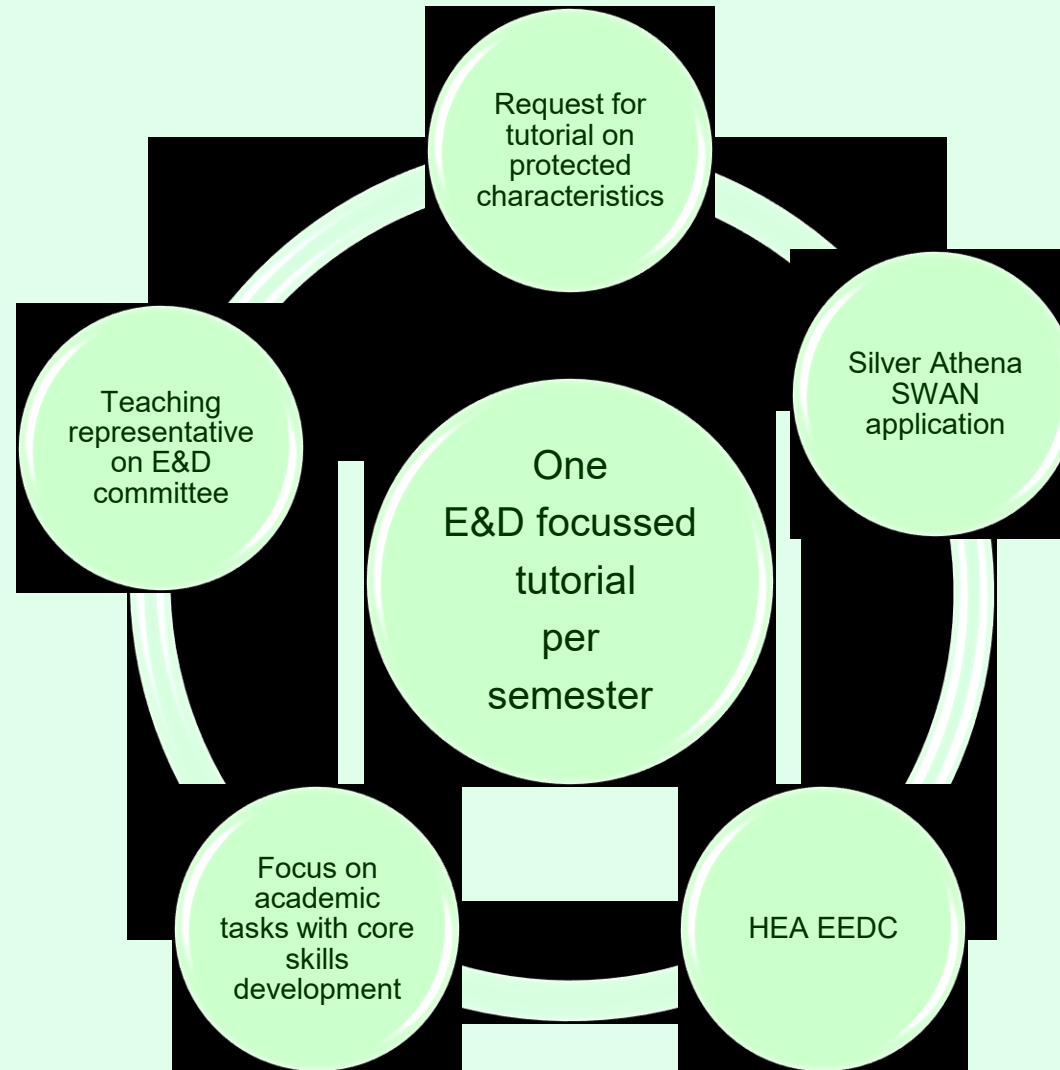 Request for
tutorial on
protected
characteristics
Silver Athena
SWAN
application
Teaching
representative
on E&D
committee
One
E&D focussed
tutorial
per
semester
Focus on
academic
tasks with core
skills
development
HEA EEDC